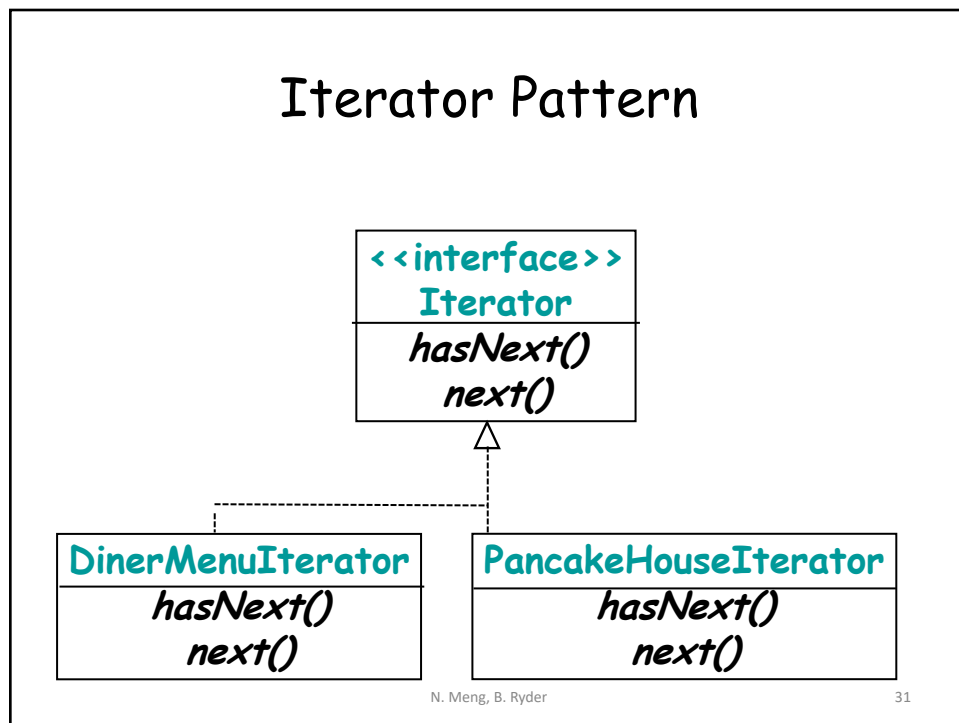 Iterator Pattern
<<interface>>
Iterator
hasNext()
next()
DinerMenuIterator
hasNext()
next()
PancakeHouseIterator
hasNext()
next()
N. Meng, B. Ryder
31